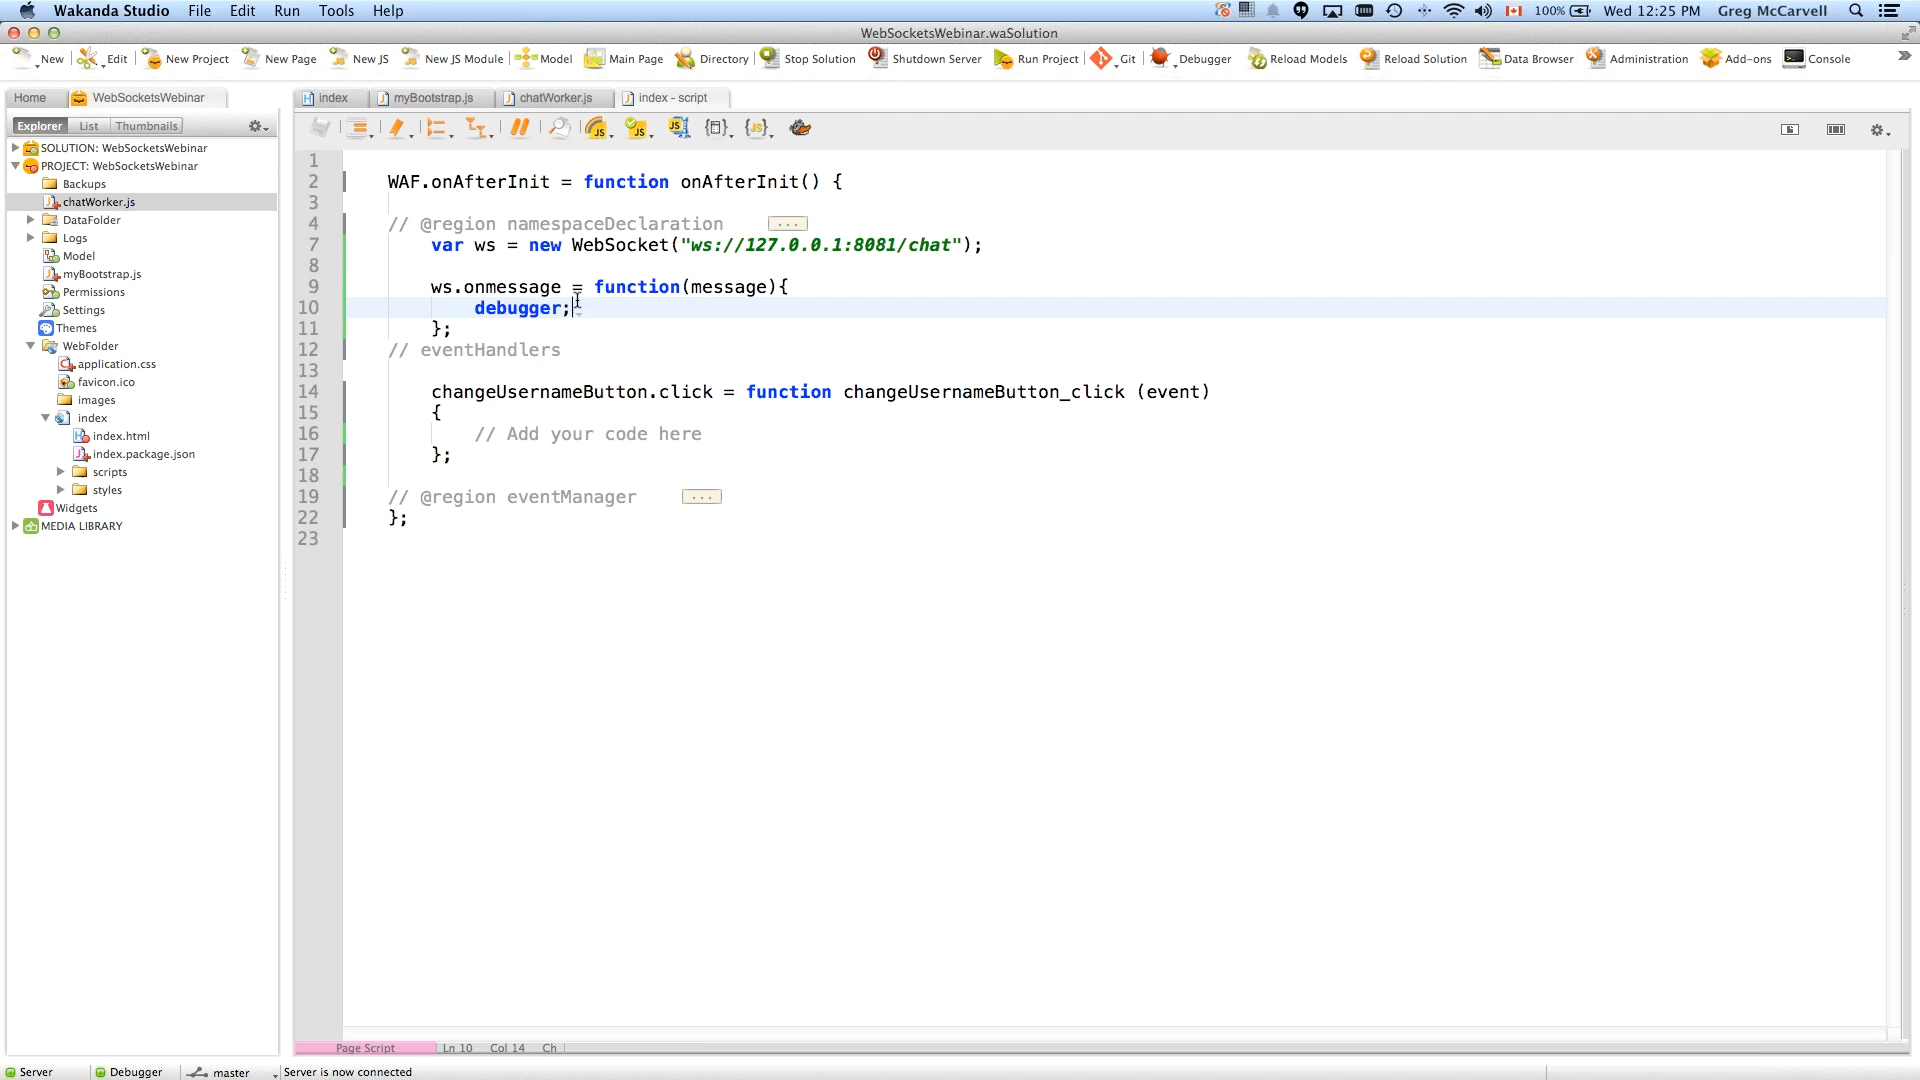 Wakanda Studio File Edit Run Tools Help 100% Wed 12:25 PM Greg McCarvell
WebSocketsWebinar.waSolution
New Edit New Project New Page New JS New JS Module Model Main Page Directory Stop Solution Shutdown Server Run Project Git Debugger Reload Models Reload Solution Data Browser Administration Add-ons Console
Home WebSocketsWebinar index myBootstrap.js chatWorker.js index - script
Explorer List Thumbnails
SOLUTION: WebSocketsWebinar
PROJECT: WebSocketsWebinar
Backups
chatWorker.js
DataFolder
Logs
Model
myBootstrap.js
Permissions
Settings
Themes
WebFolder
application.css
favicon.ico
images
index
index.html
index.package.json
scripts
styles
Widgets
MEDIA LIBRARY
1
2 WAF.onAfterInit = function onAfterInit() {
3
4 // @region namespaceDeclaration ...
7 var ws = new WebSocket("ws://127.0.0.1:8081/chat");
8
9 ws.onmessage = function(message){
10 debugger;
11 };
12 // eventHandlers
13
14 changeUsernameButton.click = function changeUsernameButton_click (event)
15 {
16 // Add your code here
17 };
18
19 // @region eventManager ...
22 };
23
Page Script Ln 10 Col 14 Ch
Server Debugger master Server is now connected